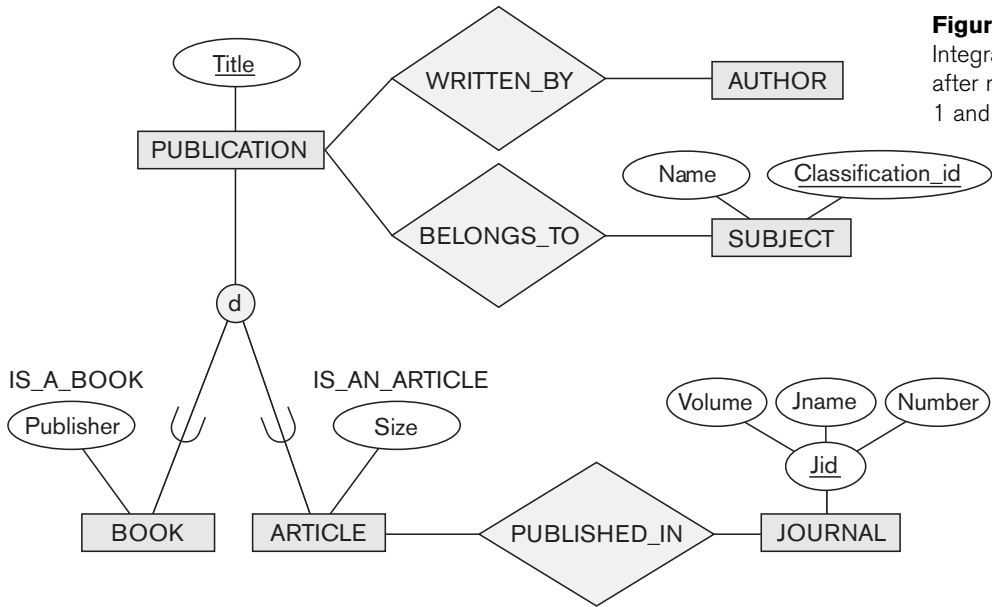 Figur
Integra
after r
1 and
Title
WRITTEN_BY
AUTHOR
PUBLICATION
Name
Classification_id
BELONGS_TO
SUBJECT
d
IS_A_BOOK
IS_AN_ARTICLE
Publisher
Size
Volume
Jname
Number
Jid
BOOK
ARTICLE
PUBLISHED_IN
JOURNAL